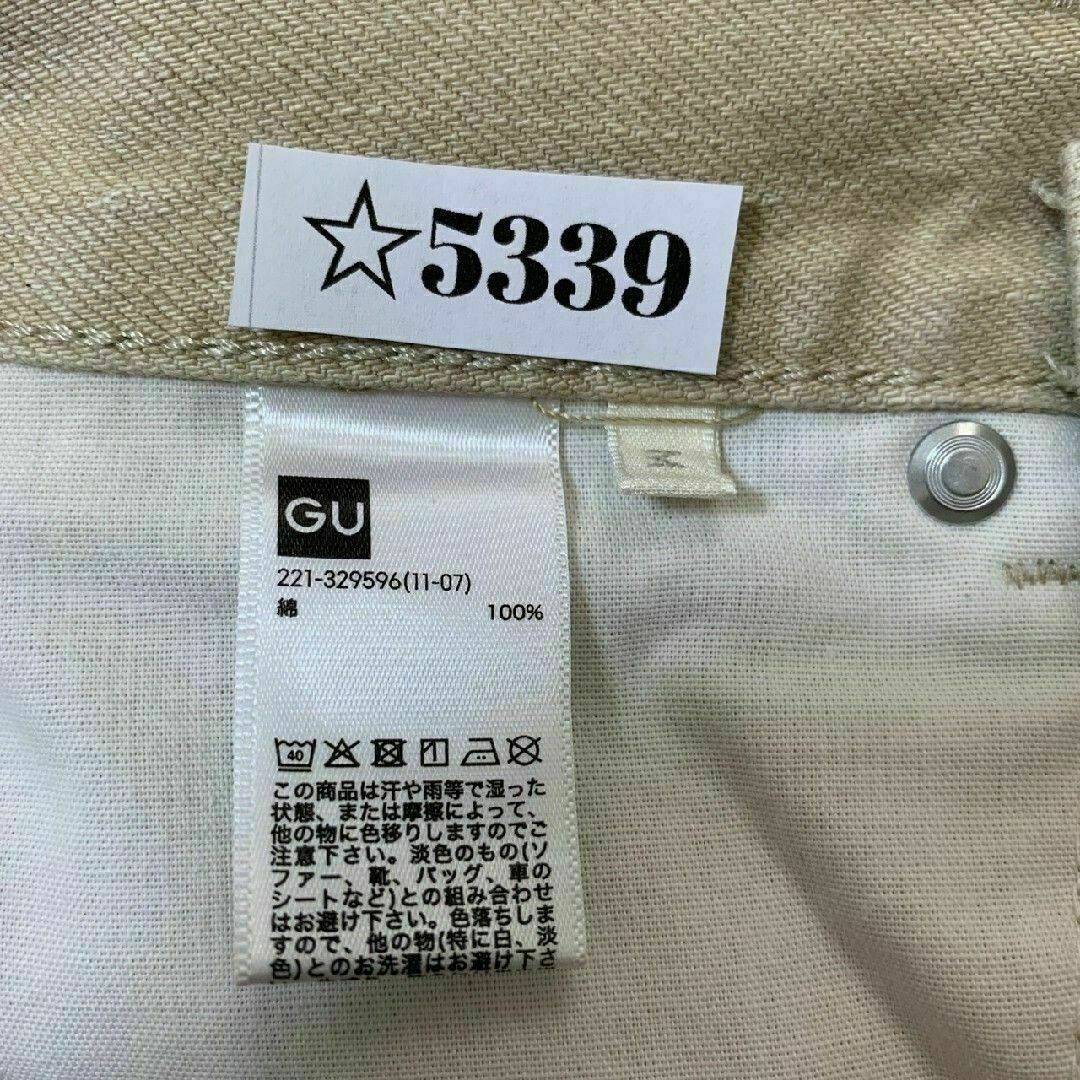 ☆5339
GU
221-329596(11-07)
綿 100%
40
この商品は汗や雨等で湿った
状態、または摩擦によって、
他の物に色移りしますのでご
注意下さい。淡色のもの(ソ
ファー、靴、バッグ、車の
シートなど)との組み合わせ
はお避け下さい。色落ちしま
すので、他の物(特に白、淡
色)とのお洗濯はお避け下さ